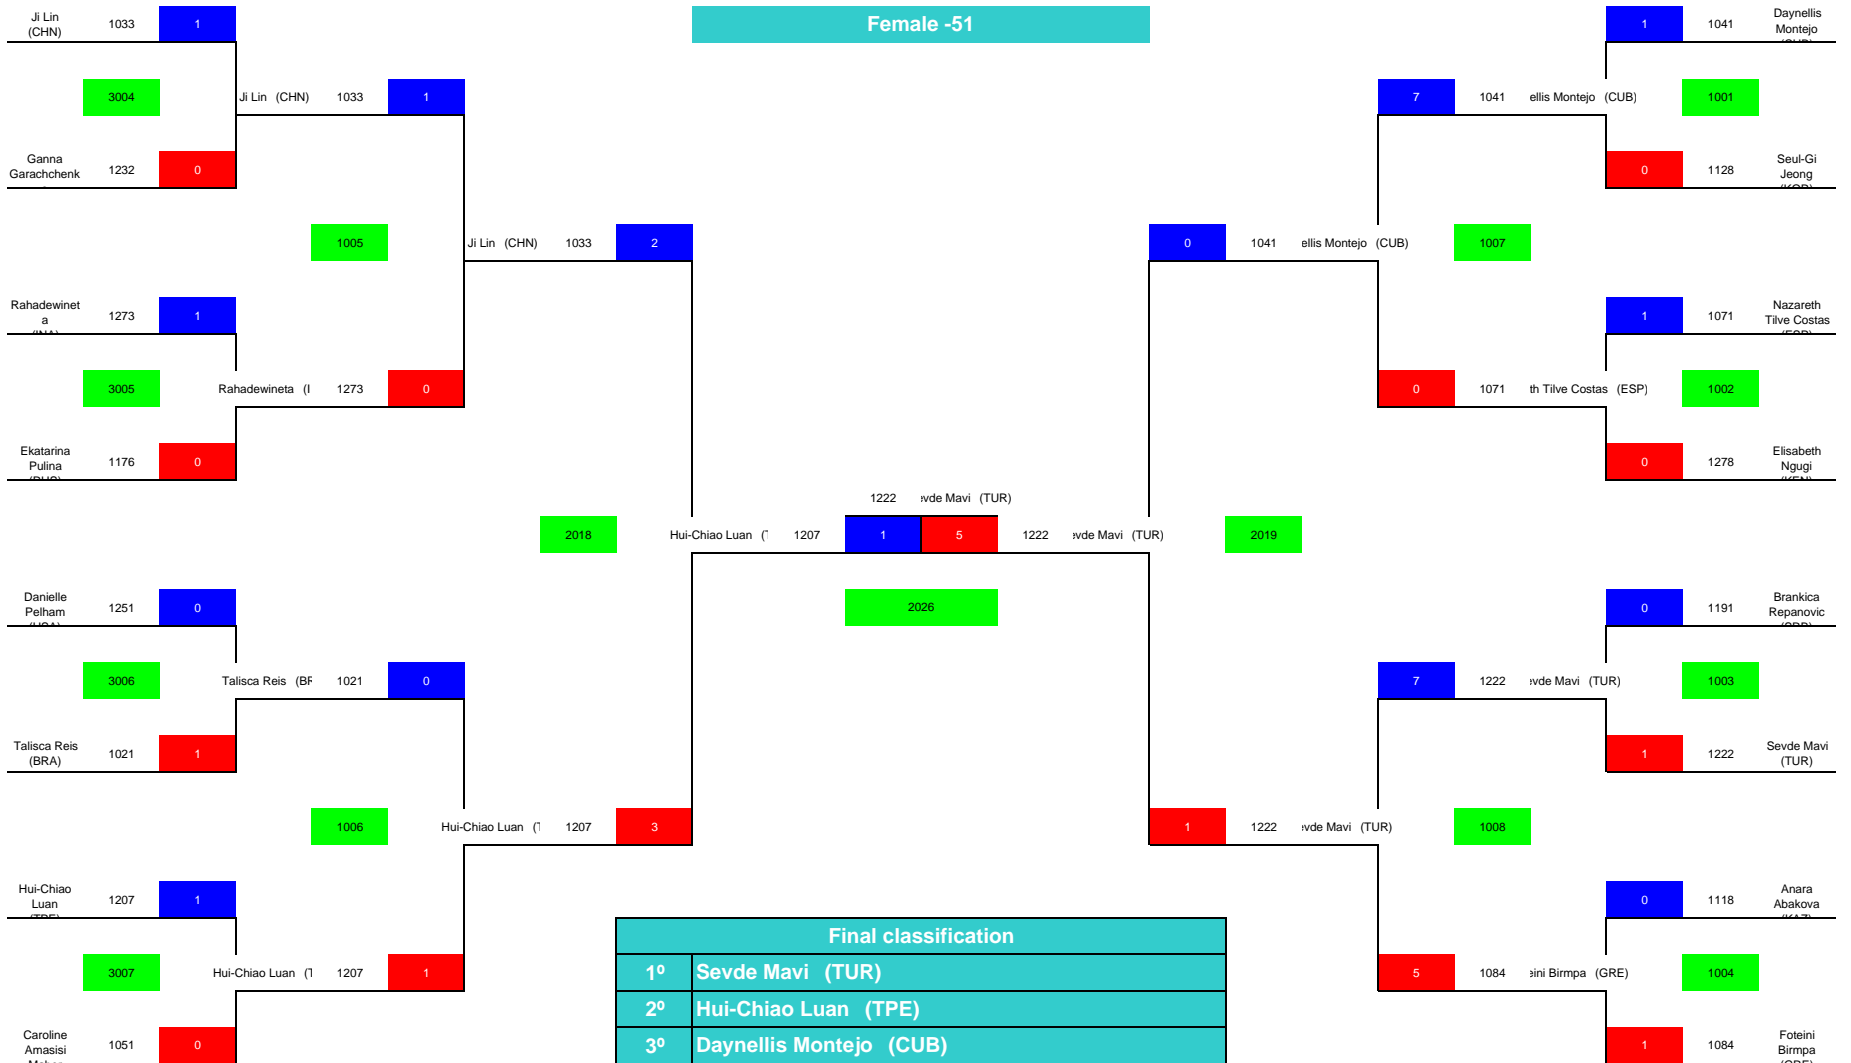 Female -51
Ji Lin
(CHN)
1033
1
3004
Ganna
Garachchenk
1232
0
Ji Lin (CHN)
1033
1
1005
Rahadewinet
a
1273
1
3005
Ekatarina
Pulina
1176
0
Rahadewineta (I
1273
0
Ji Lin (CHN)
1033
2
2018
Danielle
Pelham
1251
0
3006
Talisca Reis
(BRA)
1021
1
Talisca Reis (BR
1021
0
1006
Hui-Chiao
Luan
1207
1
3007
Caroline
Amasisi
1051
0
Hui-Chiao Luan (T
1207
1
Hui-Chiao Luan (T
1207
3
Hui-Chiao Luan (T
1207
1
1222
evde Mavi (TUR)
5
1222
evde Mavi (TUR)
2026
2019
Daynellis
Montejo
1041
1
1001
Seul-Gi
Jeong
1128
0
7
1041
ellis Montejo (CUB)
1007
Nazareth
Tilve Costas
1071
1
1002
Elisabeth
Ngugi
1278
0
0
1071
th Tilve Costas (ESP)
0
1041
ellis Montejo (CUB)
Brankica
Repanovic
1191
0
1003
Sevde Mavi
(TUR)
1222
1
7
1222
evde Mavi (TUR)
1008
Anara
Abakova
1118
0
1004
Foteini
Birmpa
1084
1
5
1084
eini Birmpa (GRE)
1
1222
evde Mavi (TUR)
Final classification
1º Sevde Mavi (TUR)
2º Hui-Chiao Luan (TPE)
3º Daynellis Montejo (CUB)